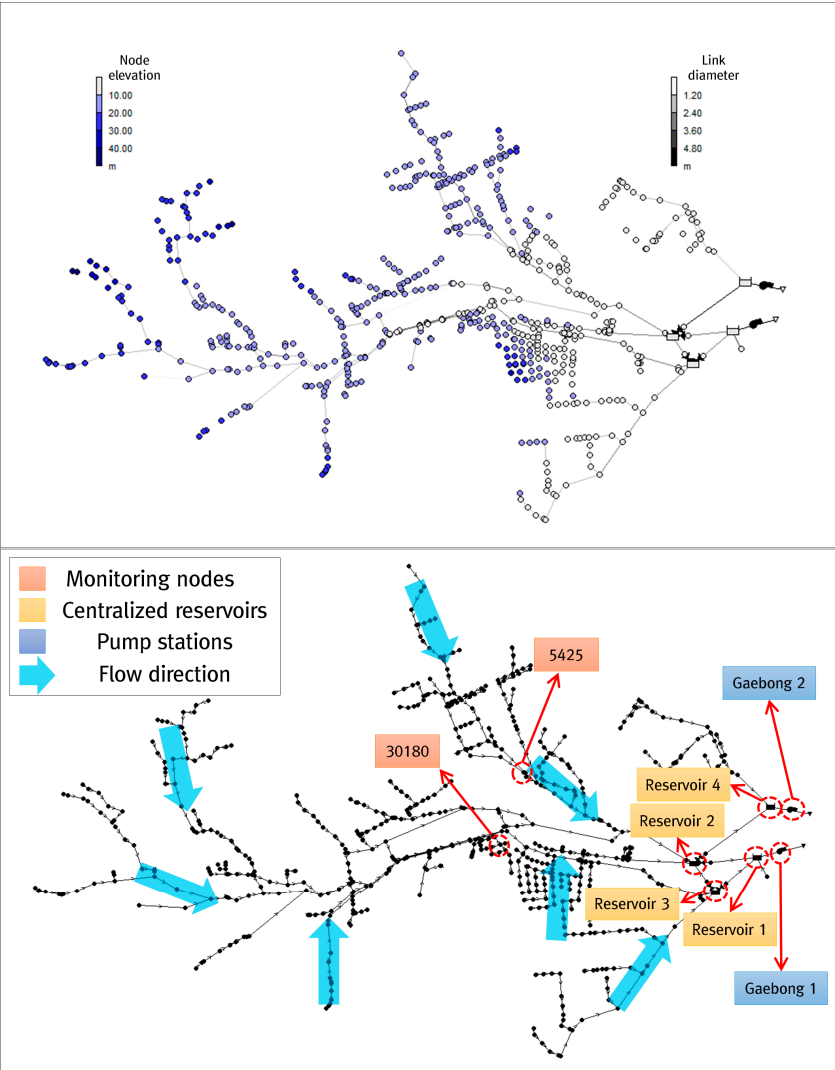 Node
elevation
10.00
20.00
30.00
40.00
m
Link
diameter
1.20
2.40
3.60
4.80
m
Monitoring nodes
Centralized reservoirs
Pump stations
Flow direction
5425
30180
Gaebong 2
Reservoir 4
Reservoir 2
Reservoir 3
Reservoir 1
Gaebong 1